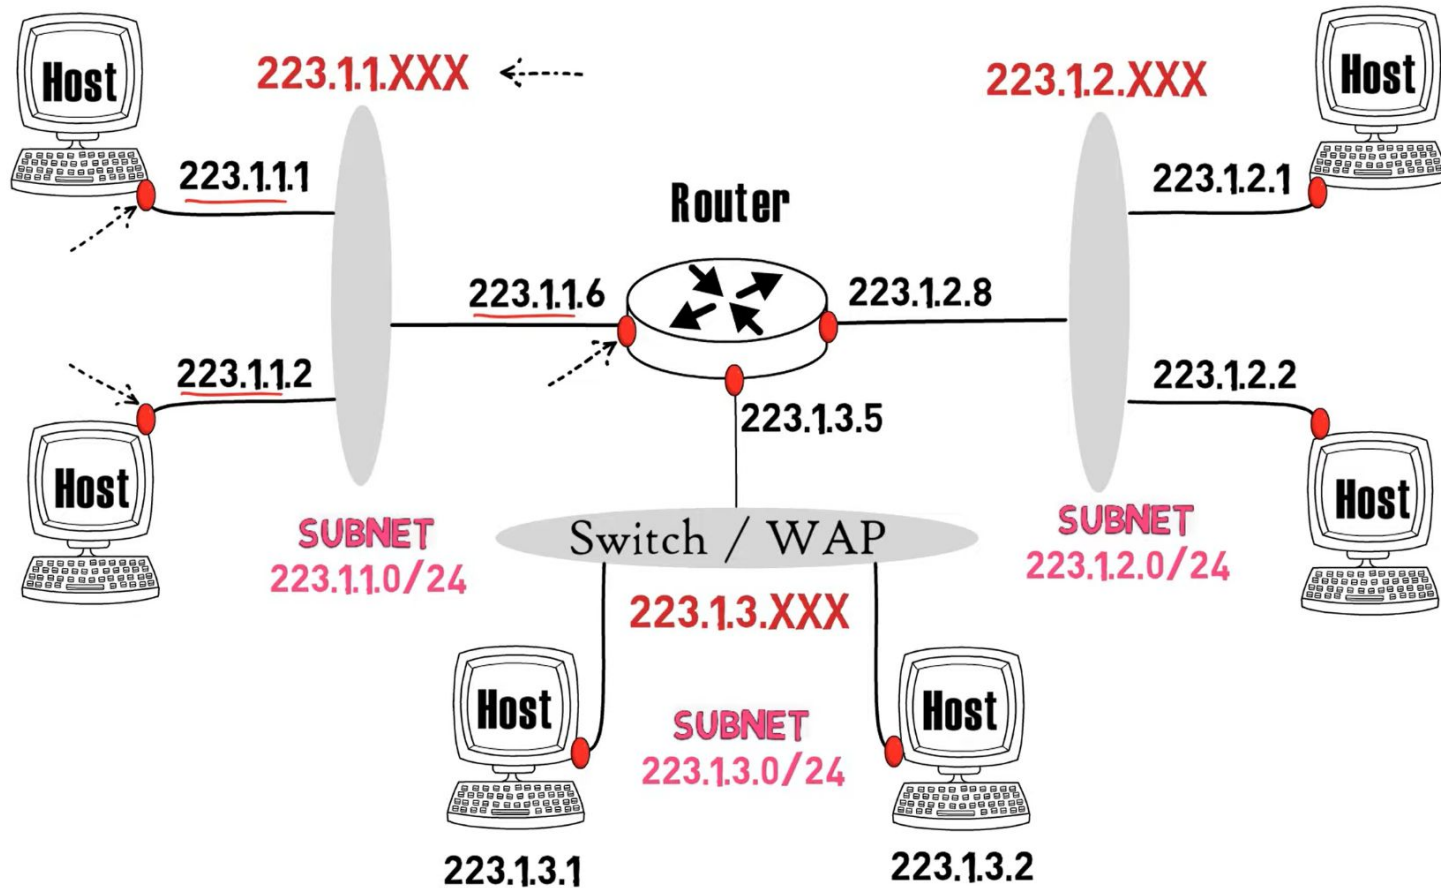 Host
223.1.1.XXX
223.1.2.XXX
Host
223.1.1.1
Router
223.1.2.1
223.1.1.6
223.1.2.8
223.1.1.2
223.1.2.2
223.1.3.5
Host
Host
SUBNET
223.1.1.0/24
Switch / WAP
SUBNET
223.1.2.0/24
223.1.3.XXX
Host
SUBNET
223.1.3.0/24
Host
223.1.3.1
223.1.3.2